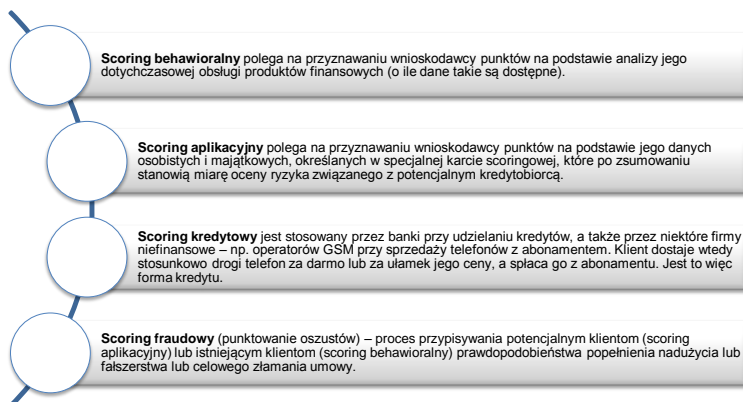 Scoring behawioralny polega na przyznawaniu wnioskodawcy punktów na podstawie analizy jego
dotychczasowej obsługi produktów finansowych (o ile dane takie są dostępne).
Scoring aplikacyjny polega na przyznawaniu wnioskodawcy punktów na podstawie jego danych
osobistych i majątkowych, określanych w specjalnej karcie scoringowej, które po zsumowaniu
stanowią miarę oceny ryzyka związanego z potencjalnym kredytobiorcą.
Scoring kredytowy jest stosowany przez banki przy udzielaniu kredytów, a także przez niektóre firmy
niefinansowe – np. operatorów GSM przy sprzedaży telefonów z abonamentem. Klient dostaje wtedy
stosunkowo drogi telefon za darmo lub za ułamek jego ceny, a spłaca go z abonamentu. Jest to więc
forma kredytu.
Scoring fraudowy (punktowanie oszustów) – proces przypisywania potencjalnym klientom (scoring
aplikacyjny) lub istniejącym klientom (scoring behawioralny) prawdopodobieństwa popełnienia nadużycia lub
fałszerstwa lub celowego złamania umowy.